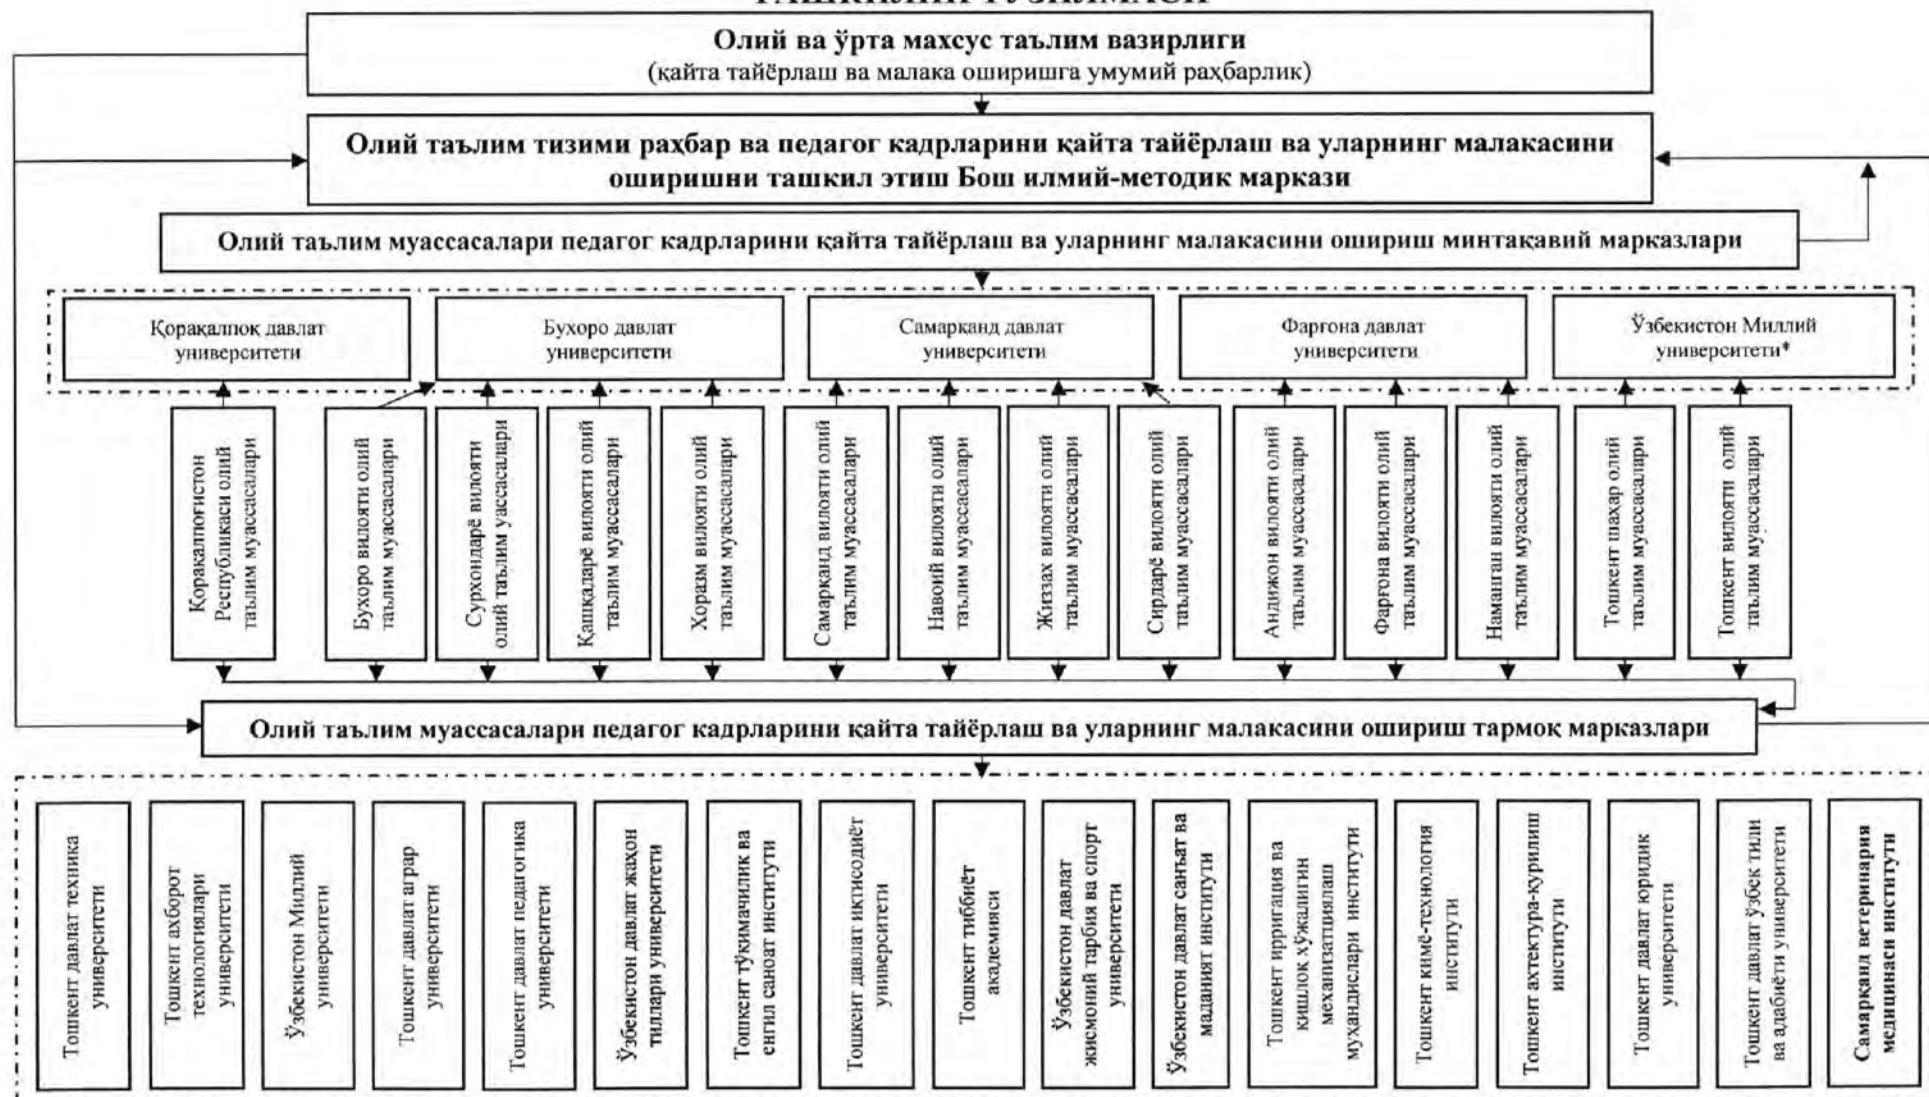 Олий ва ўрта махсус таълим вазирлиги
(қайта тайёрлаш ва малака оширишга умумий раҳбарлик)
Олий таълим тизими раҳбар ва педагог кадрларини қайта тайёрлаш ва уларнинг малакасини
оширишни ташкил этиш Бош илмий-методик маркази
Олий таълим муассасалари педагог кадрларини қайта тайёрлаш ва уларнинг малакасини ошириш минтақавий марказлари
Қорақалпоқ давлат
университети
Бухоро давлат
университети
Самарканд давлат
университети
Фарғона давлат
университети
Ўзбекистон Миллий
университети*
Қорақалпоғистон
Республикаси олий
таълим муассасалари
Бухоро вилояти олий
таълим муассасалари
Сурхондарё вилояти
олий таълим уассасалари
Қашқадарё вилояти олий
таълим муассасалари
Хоразм вилояти олий
таълим муассасалари
Самарканд вилояти олий
таълим муассасалари
Навоий вилояти олий
таълим муассасалари
Жиззах вилояти олий
таълим муассасалари
Сирдарё вилояти олий
таълим муассасалари
Андижон вилояти олий
таълим муассасалари
Фарғона вилояти олий
таълим муассасалари
Наманган вилояти олий
таълим муассасалари
Тошкент шаҳар олий
таълим муассасалари
Тошкент вилояти олий
таълим муассасалари
Олий таълим муассасалари педагог кадрларини қайта тайёрлаш ва уларнинг малакасини ошириш тармоқ марказлари
Тошкент давлат техника
университети
Тошкент ахборот
технологиялари
университети
Ўзбекистон Миллий
университети
Тошкент давлат аграр
университети
Тошкент давлат педагогика
университети
Ўзбекистон давлат жаҳон
тиллари университети
Тошкент тўқимачилик ва
енгил саноат институти
Тошкент давлат иктисодиёт
университети
Тошкент тиббиёт
академияси
Ўзбекистон давлат
жисмоний тарбия ва спорт
университети
Ўзбекистон давлат санъат ва
маданият институти
Тошкент ирригация ва
кишлоқ хўжалигин
механизатциялаш
мухандислари институти
Тошкент кимё-технология
институти
Тошкент ахтектура-курилиш
институти
Тошкент давлат юридик
университети
Тошкент давлат ўзбек тили
ва адабиёти университети
Самарқанд ветеринария
медицинаси институти